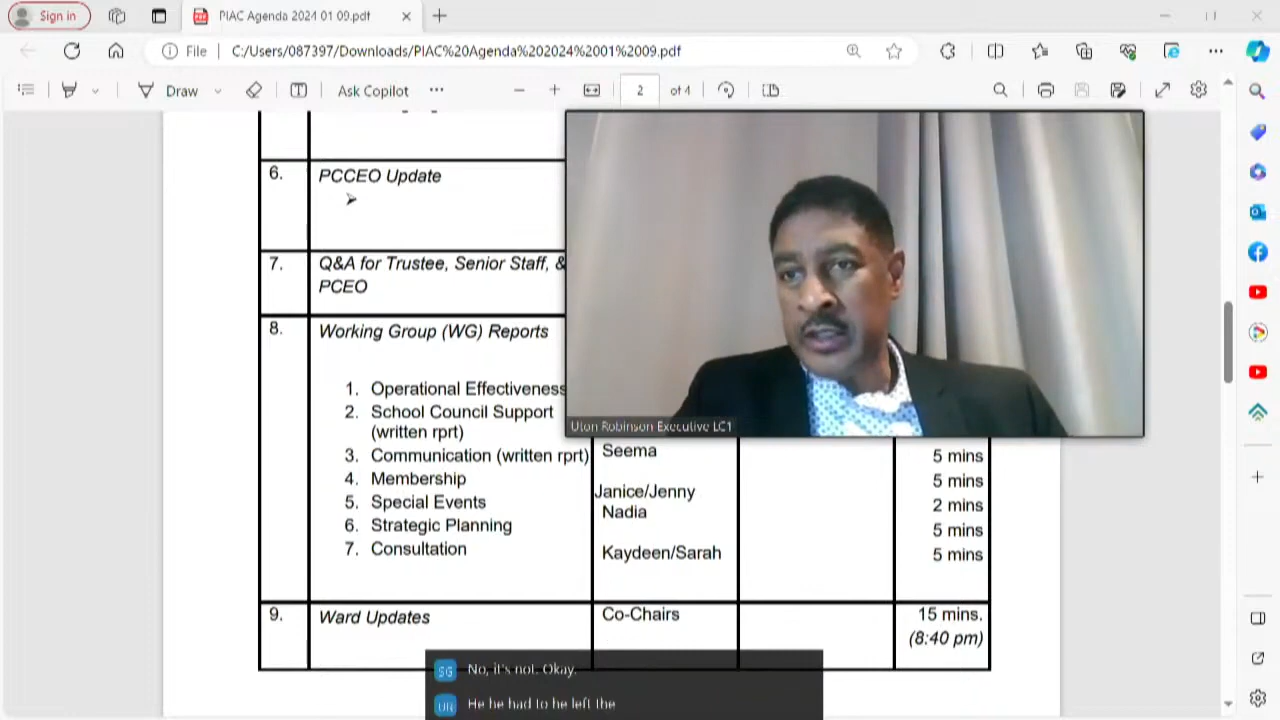 Sign in
PIAC Agenda 2024 01 09.pdf
File
C:/Users/087397/Downloads/PIAC%20Agenda%202024%2001%2009.pdf
Draw
Ask Copilot
2 of 4
6. PCCEO Update
7. Q&A for Trustee, Senior Staff, &
PCEO
8. Working Group (WG) Reports
1. Operational Effectiveness
2. School Council Support
(written rprt)
3. Communication (written rprt) Seema 5 mins
4. Membership 5 mins
Janice/Jenny
5. Special Events Nadia 2 mins
6. Strategic Planning 5 mins
7. Consultation Kaydeen/Sarah 5 mins
Uton Robinson Executive LC1
9. Ward Updates Co-Chairs 15 mins.
(8:40 pm)
SG No, it's not. Okay.
UR He he had to he left the